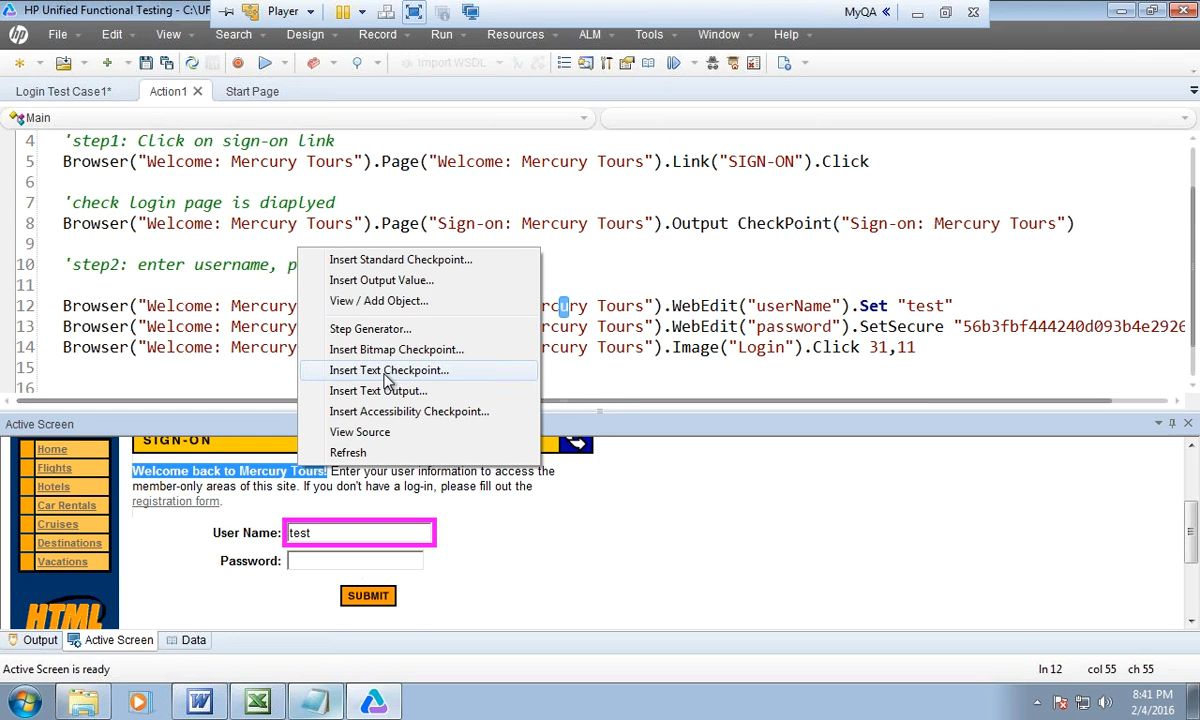 HP Unified Functional Testing - C:\UF
Player
MyQA
File Edit View Search Design Record Run Resources ALM Tools Window Help
Import WSDL
Login Test Case1* Action1 Start Page
Main
4 'step1: Click on sign-on link
5 Browser("Welcome: Mercury Tours").Page("Welcome: Mercury Tours").Link("SIGN-ON").Click
6
7 'check login page is diaplyed
8 Browser("Welcome: Mercury Tours").Page("Sign-on: Mercury Tours").Output CheckPoint("Sign-on: Mercury Tours")
9
10 'step2: enter username, p
11
12 Browser("Welcome: Me rcury Tours").WebEdit("userName").Set "test"
13 Browser("Welcome: Me rcury Tours").WebEdit("password").SetSecure "56b3fbf444240d093b4e2926
14 Browser("Welcome: Me rcury Tours").Image("Login").Click 31,11
15
16
Insert Standard Checkpoint...
Insert Output Value...
View / Add Object...
Step Generator...
Insert Bitmap Checkpoint...
Insert Text Checkpoint...
Insert Text Output...
Insert Accessibility Checkpoint...
View Source
Refresh
Active Screen
Home
Flights
Hotels
Car Rentals
Cruises
Destinations
Vacations
HTML
SIGN-ON
Welcome back to Mercury Tours! Enter your user information to access the
member-only areas of this site. If you don't have a log-in, please fill out the
registration form.
User Name: test
Password:
SUBMIT
Output Active Screen Data
Active Screen is ready
ln 12 col 55 ch 55
8:41 PM
2/4/2016